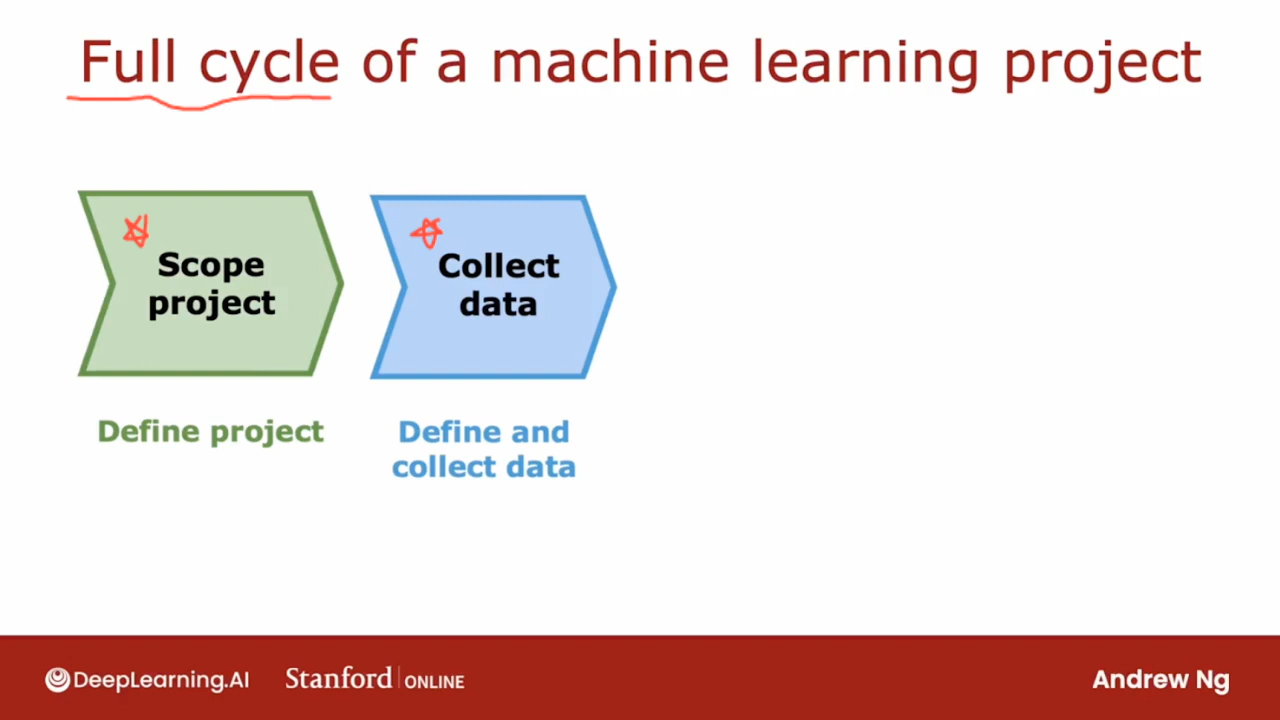 Full cycle of a machine learning project
Scope
project
Collect
data
Define project
Define and
collect data
DeepLearning.AI
Stanford | ONLINE
Andrew Ng